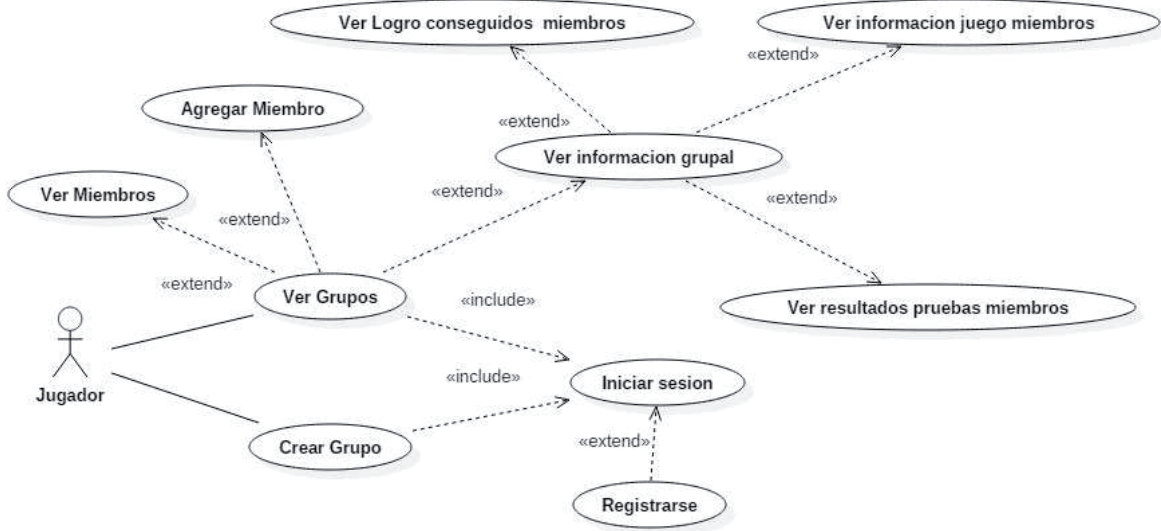 Ver Logro conseguidos miembros
Ver informacion juego miembros
«extend»
Agregar Miembro
«extend»
Ver informacion grupal
Ver Miembros
«extend»
«extend»
«extend»
«extend»
Ver Grupos
«include»
Ver resultados pruebas miembros
Jugador
«include»
Iniciar sesion
Crear Grupo
«extend»
Registrarse